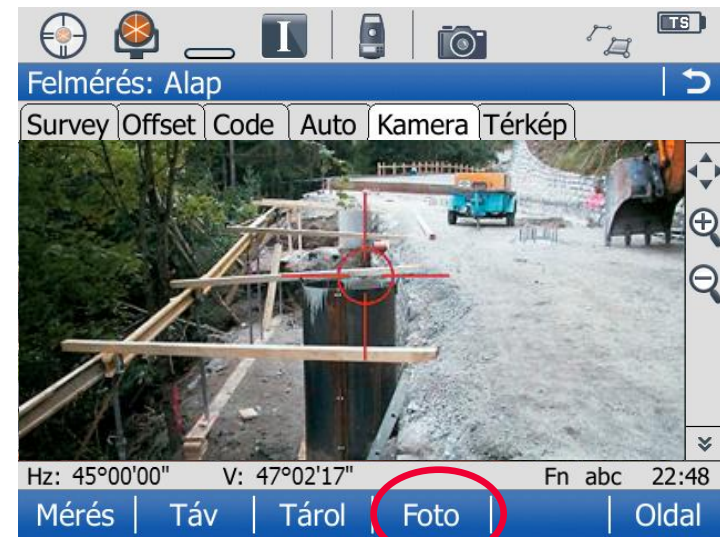 I TS
Felmérés: Alap
Survey Offset Code Auto Kamera Térkép
Hz: 45°00'00" V: 47°02'17" Fn abc 22:48
Mérés Táv Tárol Foto Oldal